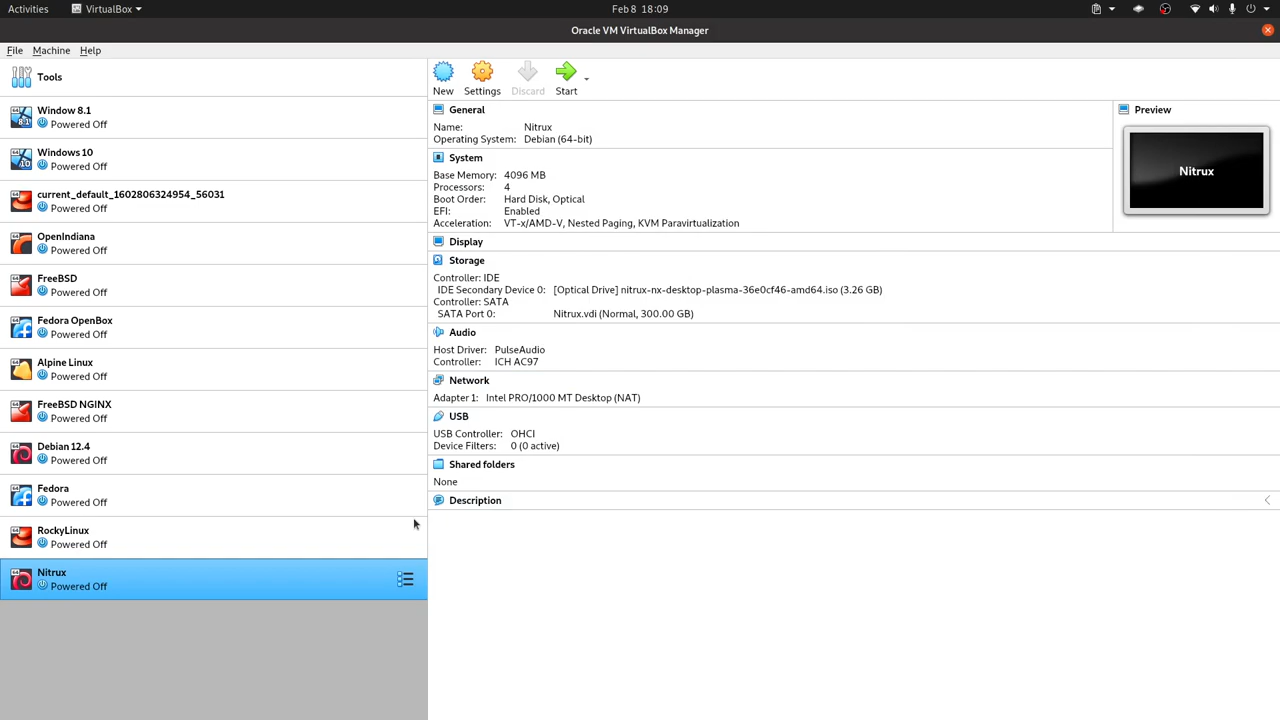 Activities
VirtualBox
Feb 8 18:09
Oracle VM VirtualBox Manager
File Machine Help
Tools
Window 8.1
Powered Off
Windows 10
Powered Off
current_default_1602806324954_56031
Powered Off
OpenIndiana
Powered Off
FreeBSD
Powered Off
Fedora OpenBox
Powered Off
Alpine Linux
Powered Off
FreeBSD NGINX
Powered Off
Debian 12.4
Powered Off
Fedora
Powered Off
RockyLinux
Powered Off
Nitrux
Powered Off
New Settings Discard Start
General
Name: Nitrux
Operating System: Debian (64-bit)
System
Base Memory: 4096 MB
Processors: 4
Boot Order: Hard Disk, Optical
EFI: Enabled
Acceleration: VT-x/AMD-V, Nested Paging, KVM Paravirtualization
Display
Storage
Controller: IDE
IDE Secondary Device 0: [Optical Drive] nitrux-nx-desktop-plasma-36e0cf46-amd64.iso (3.26 GB)
Controller: SATA
SATA Port 0: Nitrux.vdi (Normal, 300.00 GB)
Audio
Host Driver: PulseAudio
Controller: ICH AC97
Network
Adapter 1: Intel PRO/1000 MT Desktop (NAT)
USB
USB Controller: OHCI
Device Filters: 0 (0 active)
Shared folders
None
Description
Preview
Nitrux